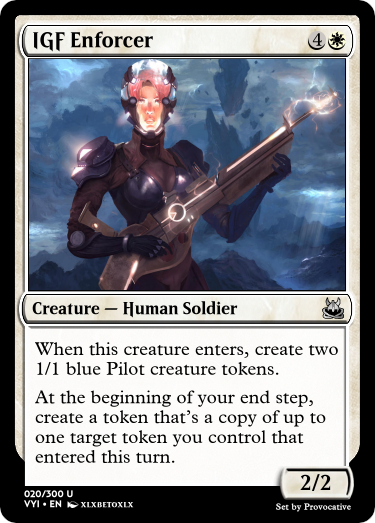 IGF Enforcer 4
Creature — Human Soldier
When this creature enters, create two
1/1 blue Pilot creature tokens.
At the beginning of your end step,
create a token that's a copy of up to
one target token you control that
entered this turn.
2/2
020/300 U
VYI • EN XLXBETOXLX
Set by Provocative